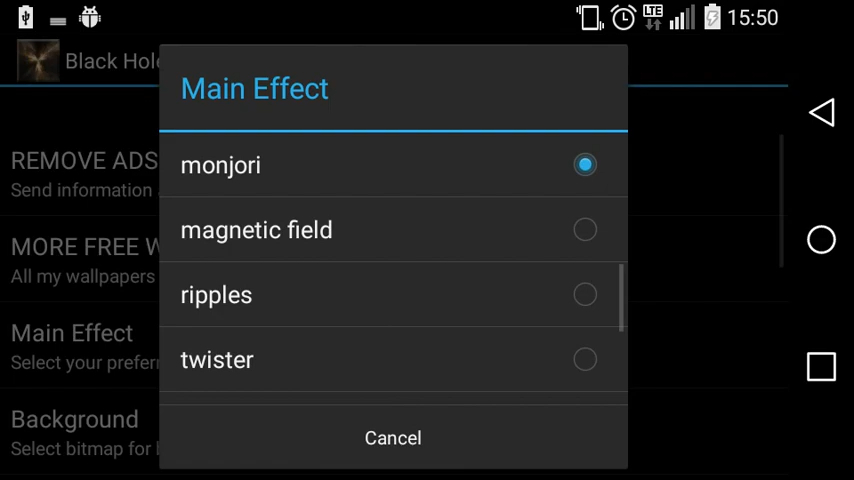 LTE
15:50
Black Hole
Main Effect
monjori
magnetic field
ripples
twister
Cancel
REMOVE ADS
Send information
MORE FREE W
All my wallpapers
Main Effect
Select your prefer
Background
Select bitmap for b